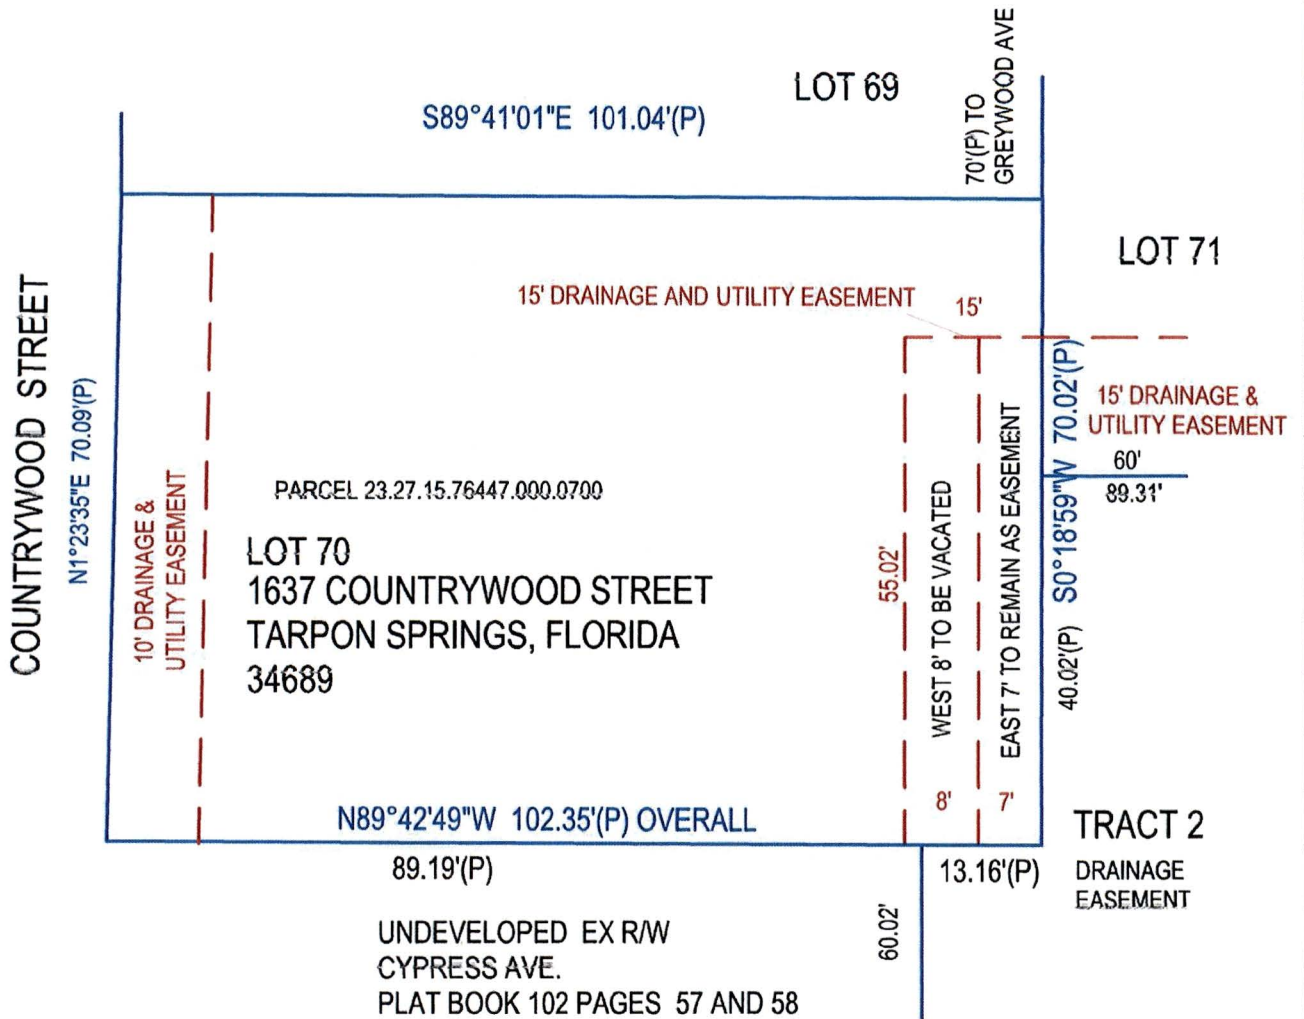 LOT 69
S89°41'01"E 101.04'(P)
70'(P) TO
GREYWOOD AVE
LOT 71
COUNTRYWOOD STREET
N1°23'35"E 70.09'(P)
10' DRAINAGE &
UTILITY EASEMENT
15' DRAINAGE AND UTILITY EASEMENT
15'
S0°18'59"W 70.02'(P)
15' DRAINAGE &
UTILITY EASEMENT
60'
89.31'
PARCEL 23.27.15.76447.000.0700
LOT 70
1637 COUNTRYWOOD STREET
TARPON SPRINGS, FLORIDA
34689
55.02'
WEST 8' TO BE VACATED
EAST 7' TO REMAIN AS EASEMENT
40.02'(P)
8'
7'
N89°42'49"W 102.35'(P) OVERALL
89.19'(P)
13.16'(P)
TRACT 2
DRAINAGE
EASEMENT
60.02'
UNDEVELOPED EX R/W
CYPRESS AVE.
PLAT BOOK 102 PAGES 57 AND 58